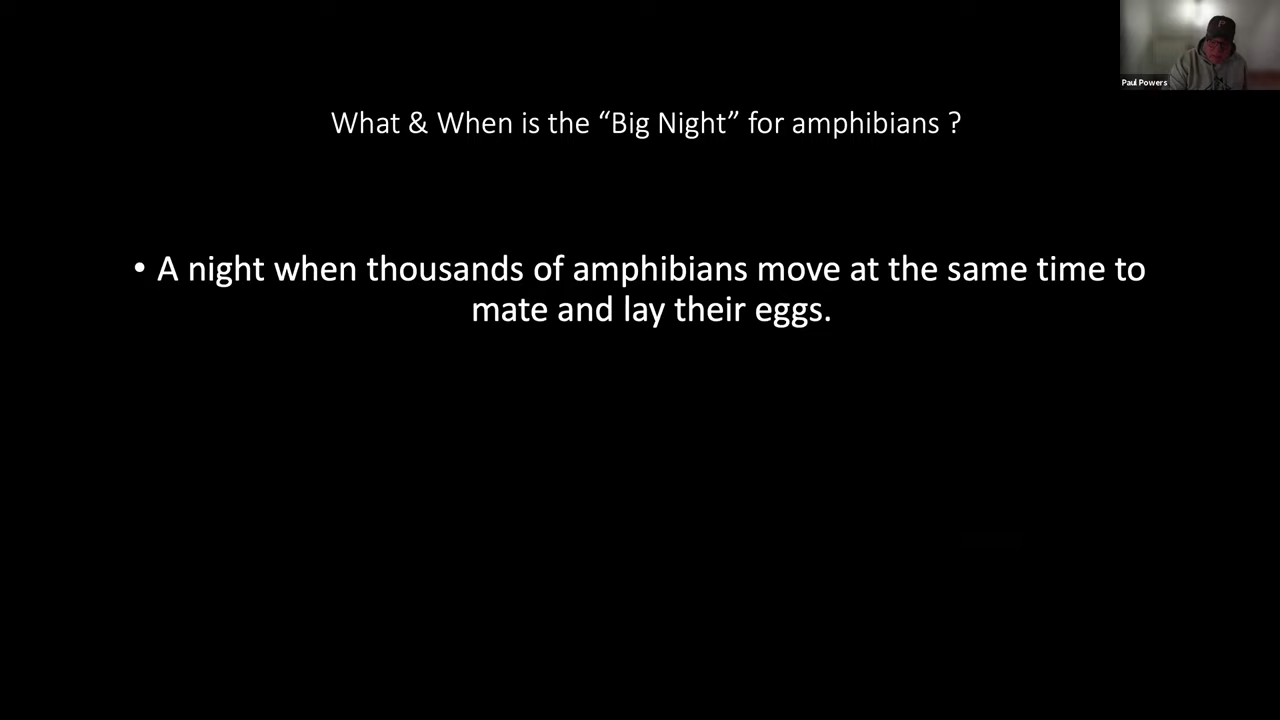 Paul Powers
What & When is the “Big Night” for amphibians ?
• A night when thousands of amphibians move at the same time to
mate and lay their eggs.